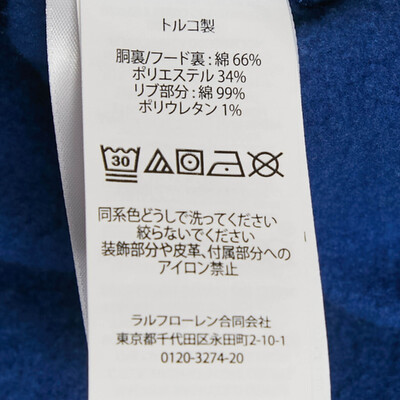 トルコ製
胴裏/フード裏 : 綿 66%
ポリエステル 34%
リブ部分 : 綿 99%
ポリウレタン 1%
30
同系色どうしで洗ってください
絞らないでください
装飾部分や皮革、付属部分への
アイロン禁止
ラルフローレン合同会社
東京都千代田区永田町2-10-1
0120-3274-20